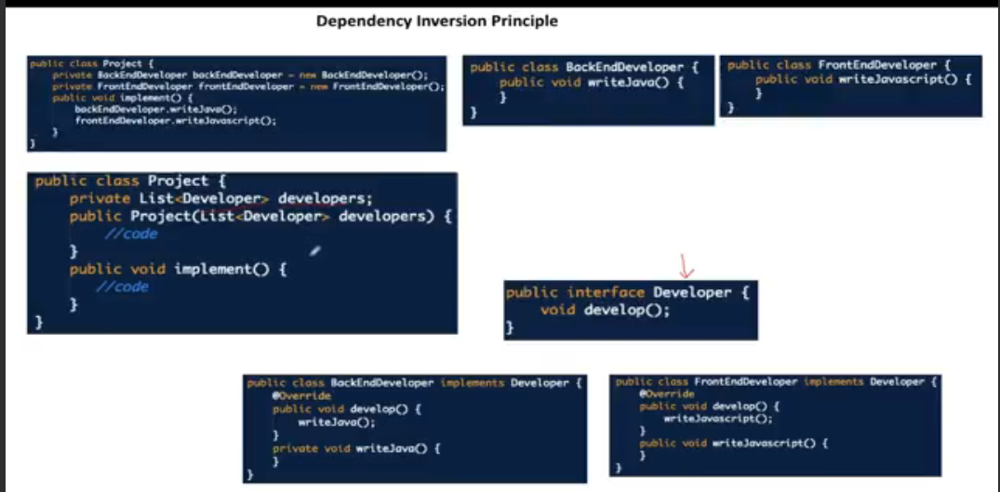 Dependency Inversion Principle
public class Project {
private BackEndDeveloper backEndDeveloper = new BackEndDeveloper();
private FrontEndDeveloper frontEndDeveloper = new FrontEndDeveloper();
public void implement() {
backEndDeveloper.writeJava();
frontEndDeveloper.writeJavascript();
}
}
public class BackEndDeveloper {
public void writeJava() {
}
}
public class FrontEndDeveloper {
public void writeJavascript() {
}
}
public class Project {
private List<Developer> developers;
public Project(List<Developer> developers) {
//code
}
public void implement() {
//code
}
}
public interface Developer {
void develop();
}
public class BackEndDeveloper implements Developer {
@Override
public void develop() {
writeJava();
}
private void writeJava() {
}
}
public class FrontEndDeveloper implements Developer {
@Override
public void develop() {
writeJavascript();
}
public void writeJavascript() {
}
}